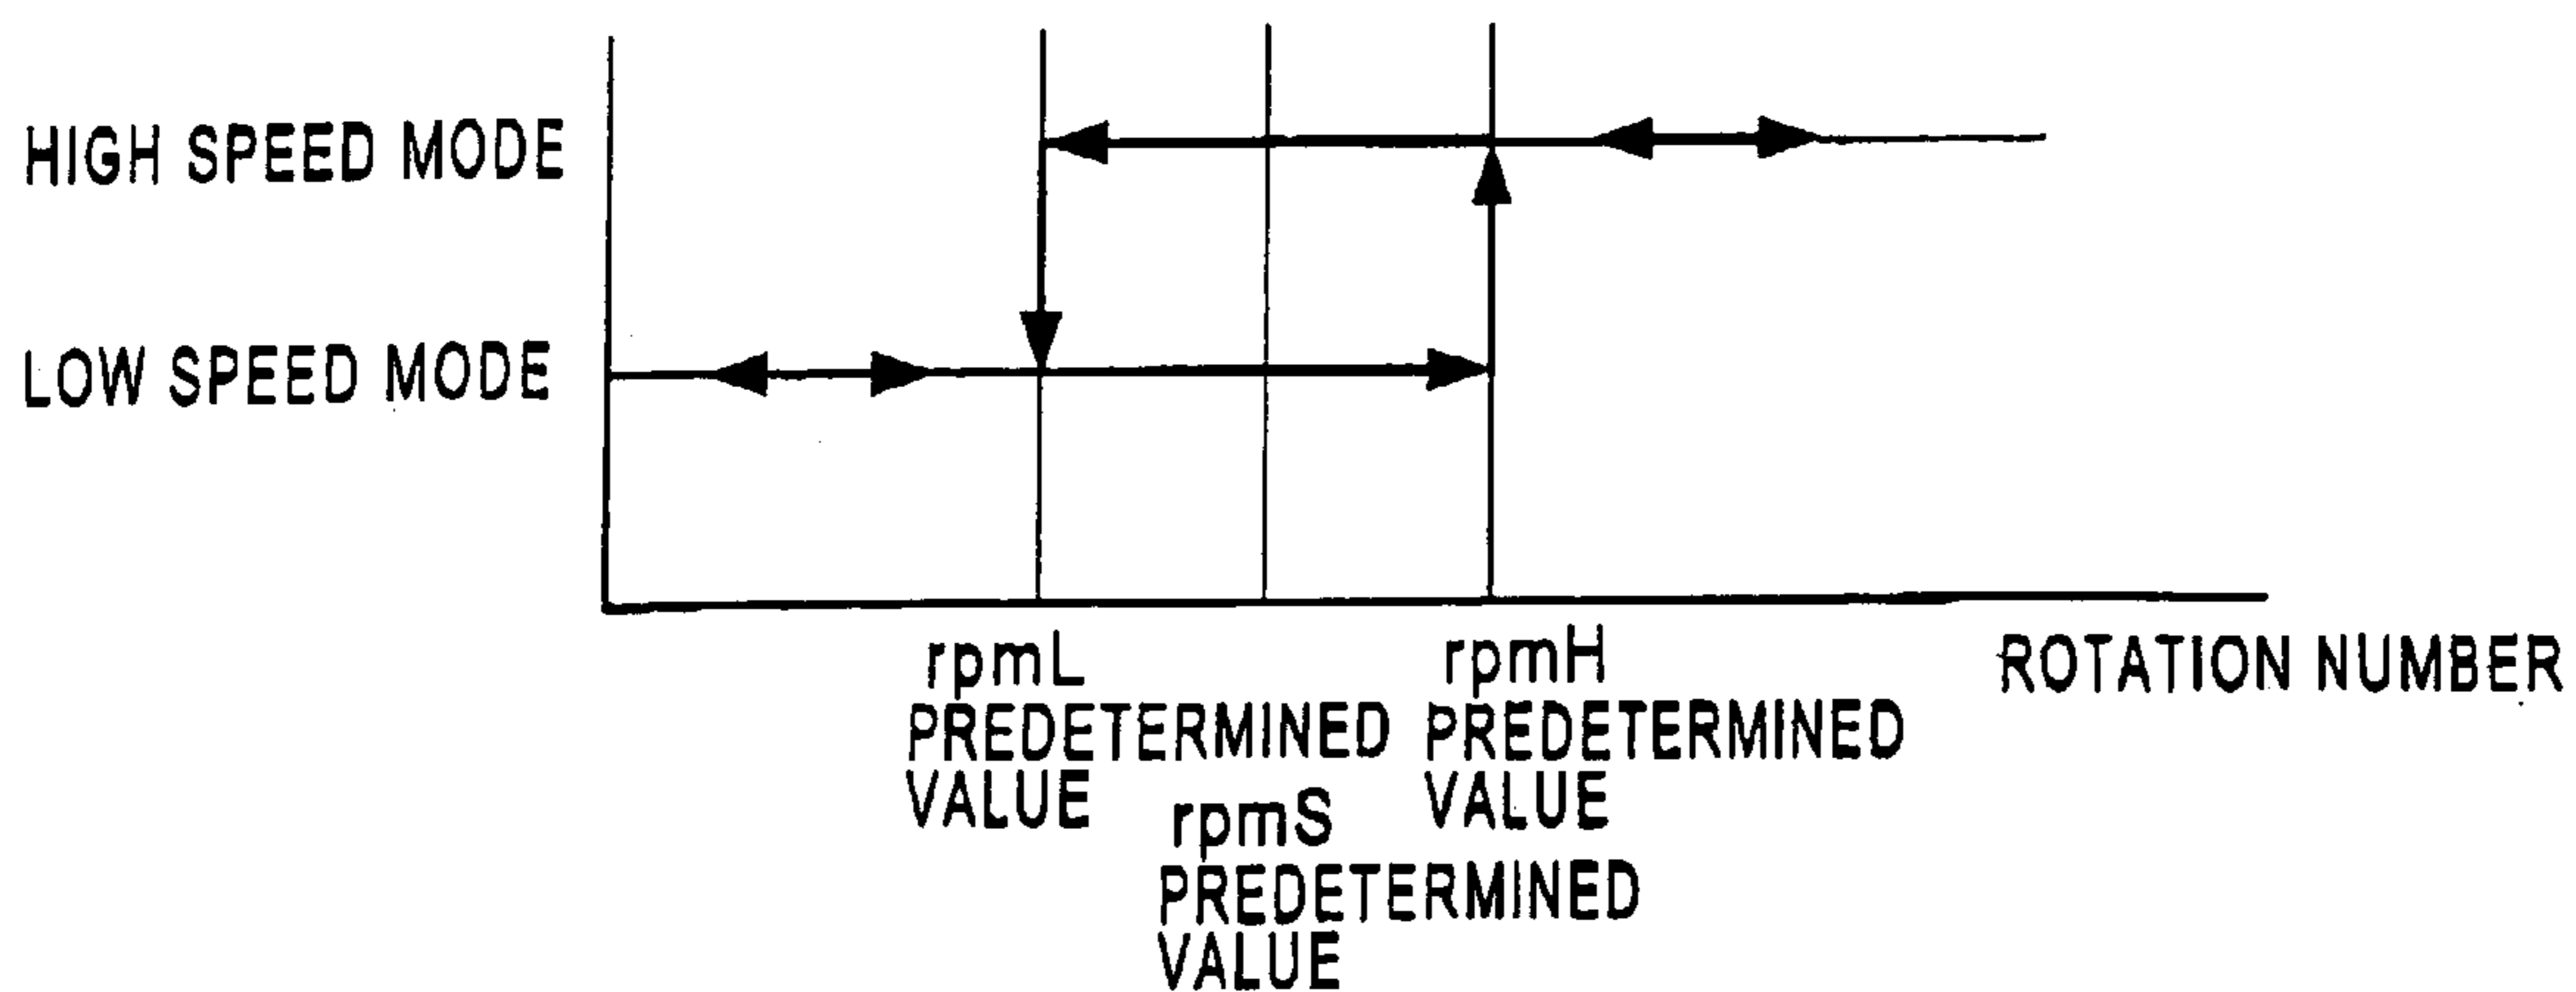 HIGH SPEED MODE
LOW SPEED MODE
rpmL
PREDETERMINED
VALUE
rpmS
PREDETERMINED
VALUE
rpmH
PREDETERMINED
VALUE
ROTATION NUMBER